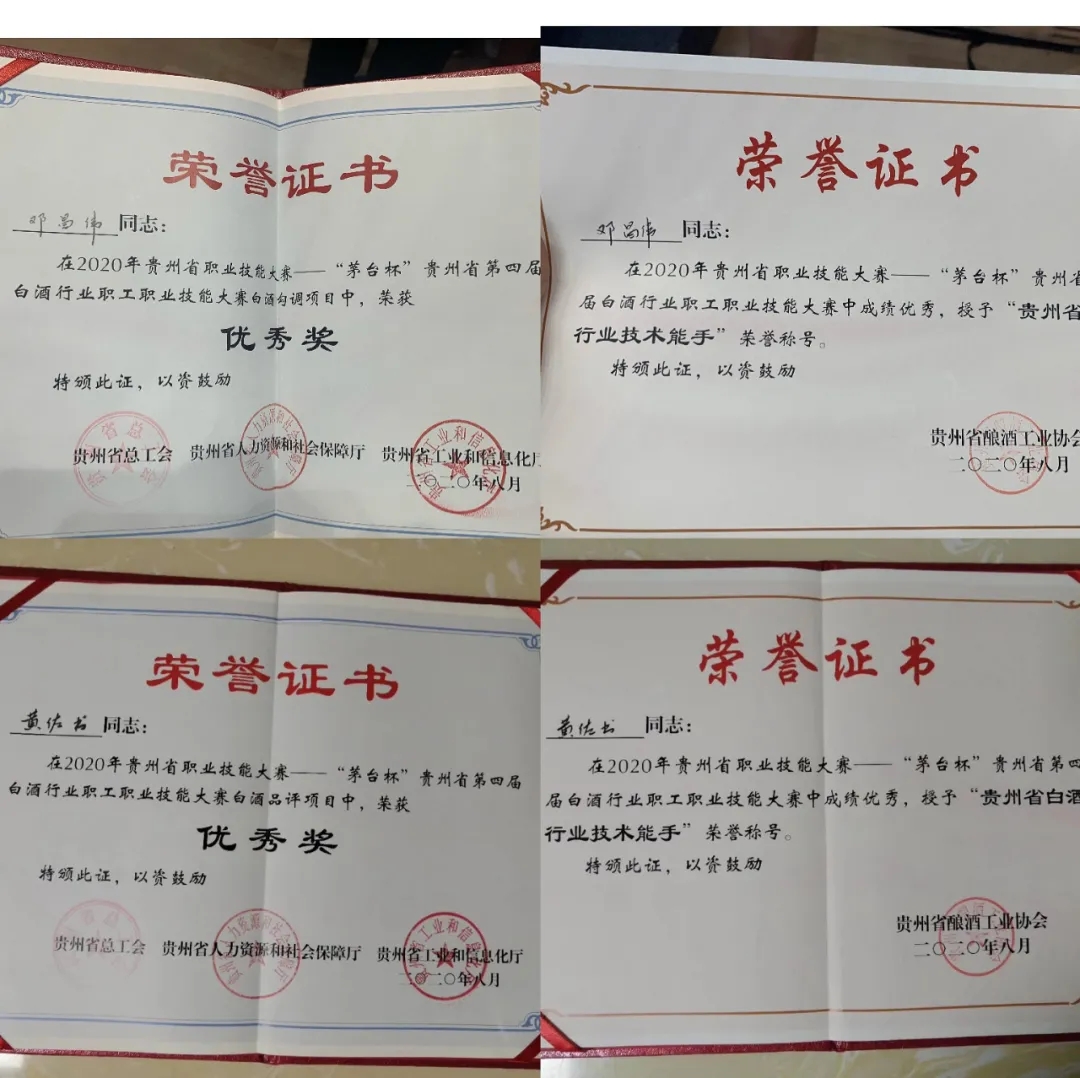 荣誉证书
邓昌伟同志：
在2020年贵州省职业技能大赛——“茅台杯”贵州省第四届
白酒行业职工职业技能大赛白酒勾调项目中，荣获
优秀奖
特颁此证，以资鼓励
贵州省总工会 贵州省人力资源和社会保障厅 贵州省工业和信息化厅
二〇二〇年八月
荣誉证书
邓昌伟同志：
在2020年贵州省职业技能大赛——“茅台杯”贵州省
届白酒行业职工职业技能大赛中成绩优秀，授予“贵州省
行业技术能手”荣誉称号。
特颁此证，以资鼓励
贵州省酿酒工业协会
二〇二〇年八月
荣誉证书
黄佐书同志：
在2020年贵州省职业技能大赛——“茅台杯”贵州省第四届
白酒行业职工职业技能大赛白酒品评项目中，荣获
优秀奖
特颁此证，以资鼓励
贵州省总工会 贵州省人力资源和社会保障厅 贵州省工业和信息化厅
二〇二〇年八月
荣誉证书
黄佐书同志：
在2020年贵州省职业技能大赛——“茅台杯”贵州省第四
届白酒行业职工职业技能大赛中成绩优秀，授予“贵州省白酒
行业技术能手”荣誉称号。
特颁此证，以资鼓励
贵州省酿酒工业协会
二〇二〇年八月